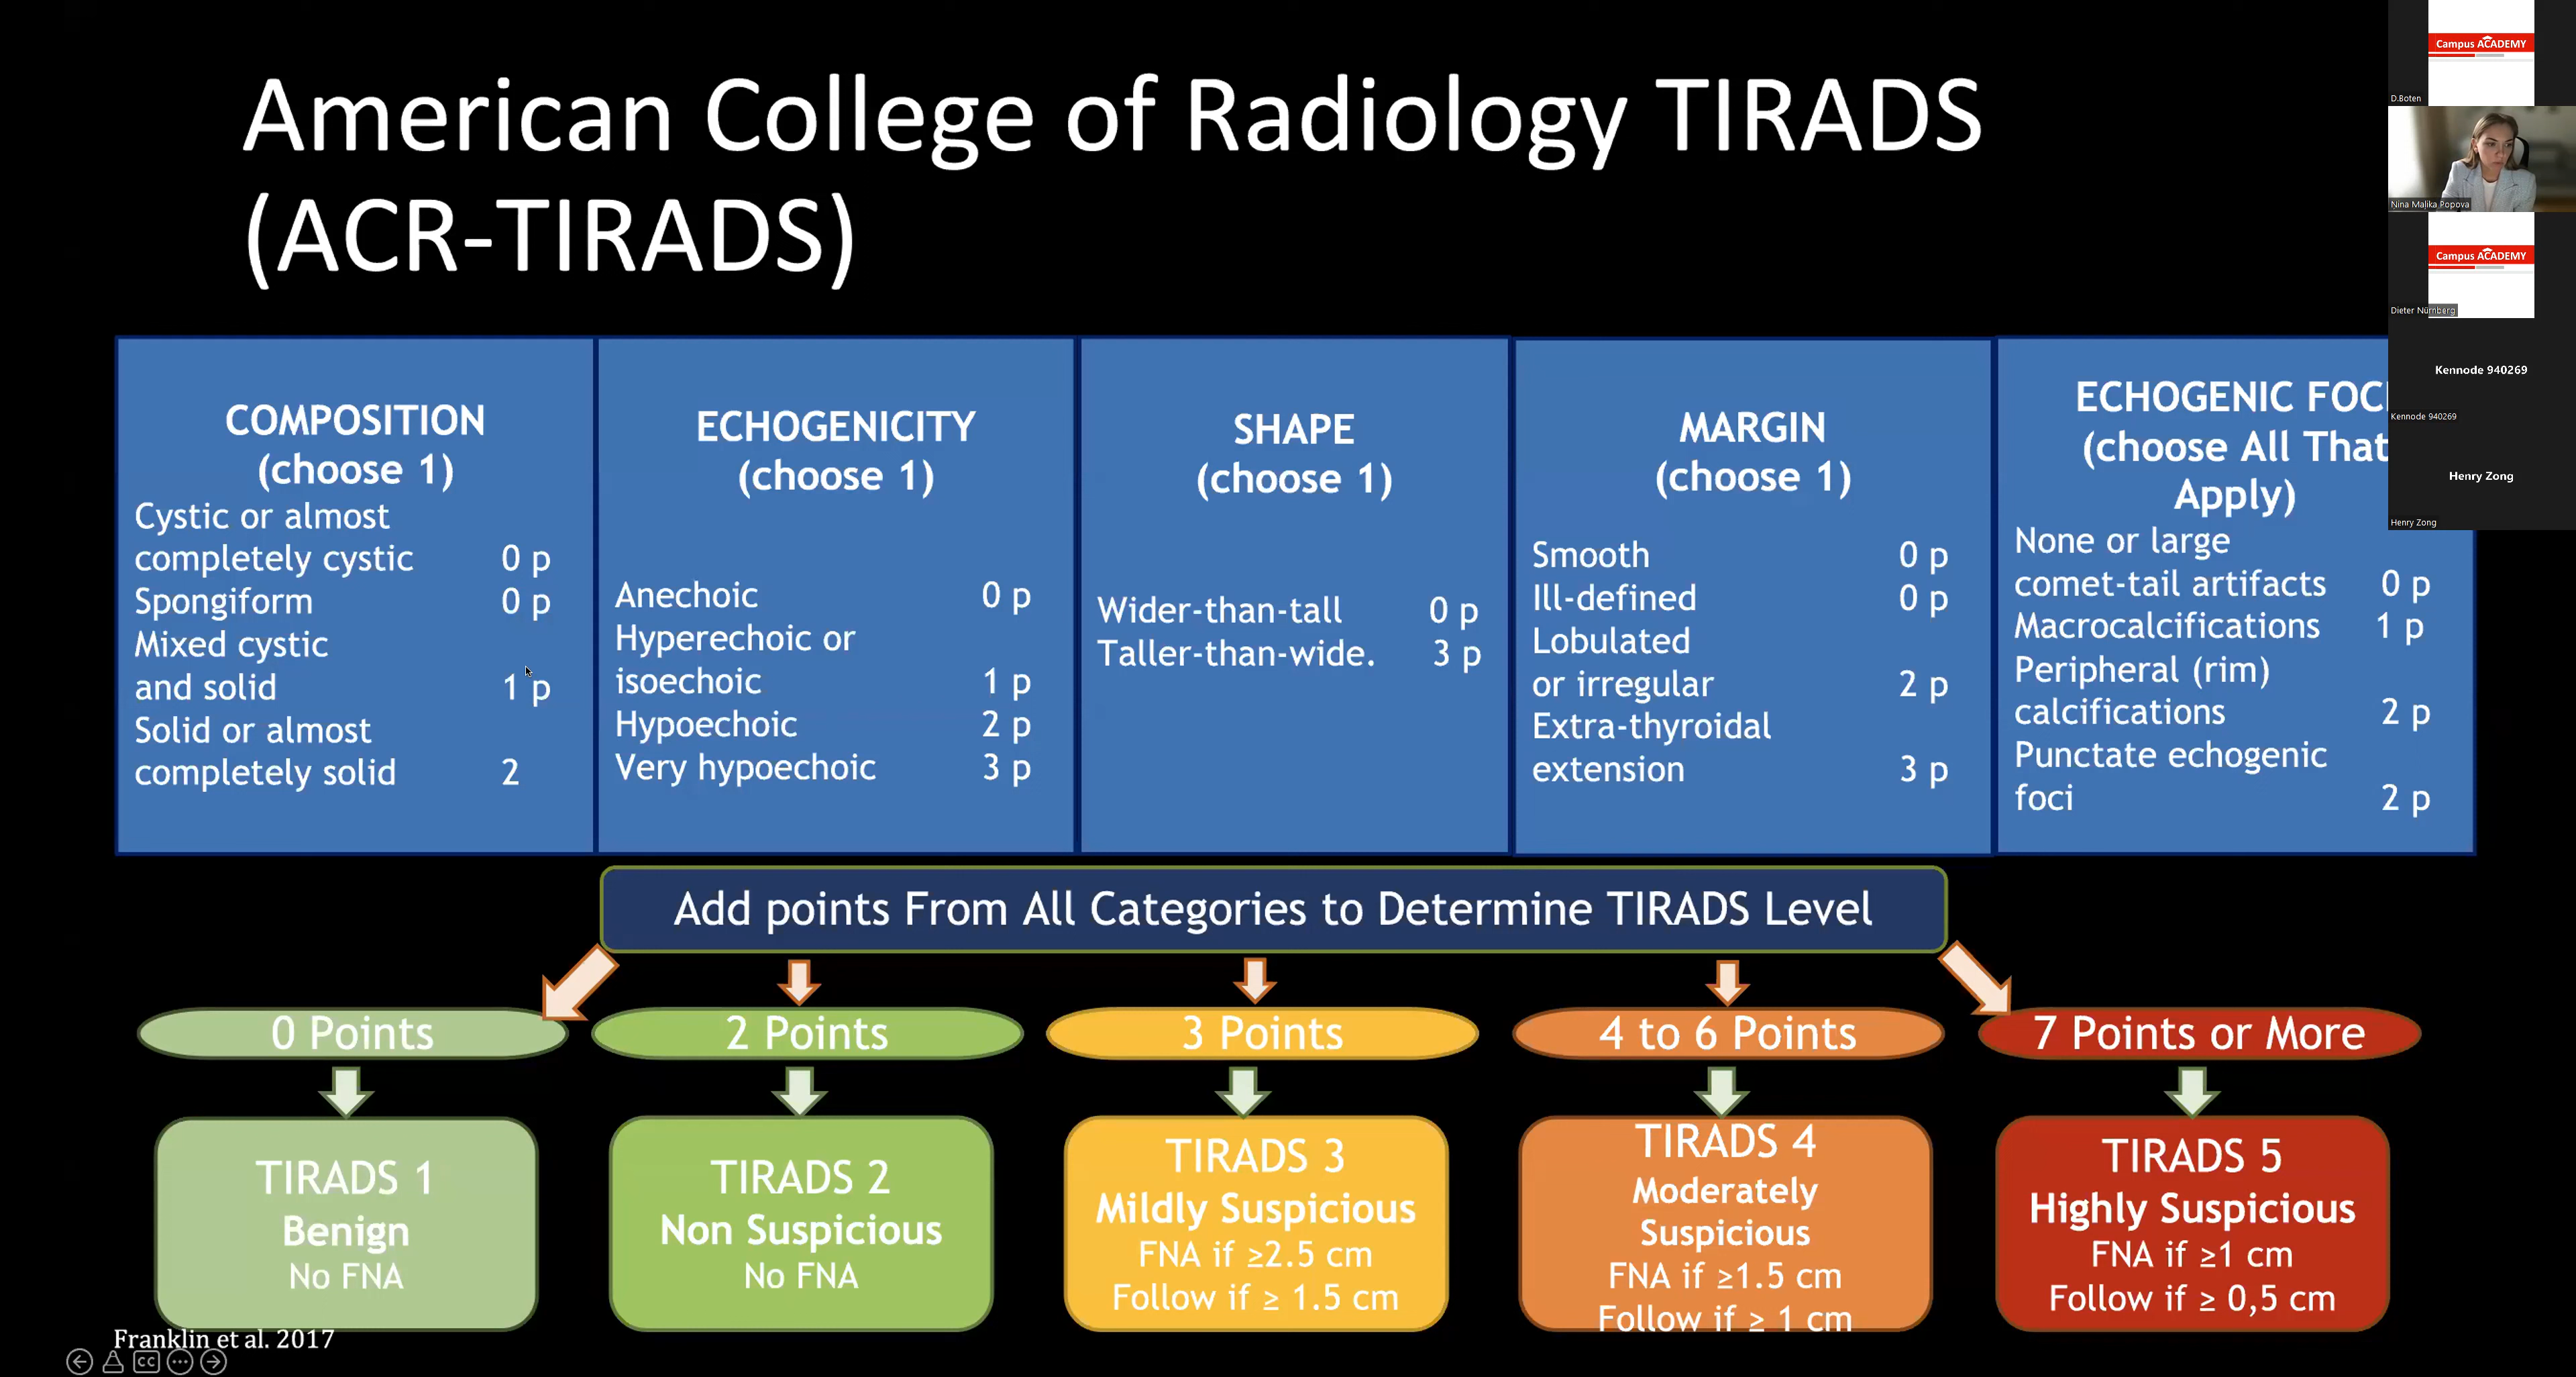 American College of Radiology TIRADS
(ACR-TIRADS)
COMPOSITION
(choose 1)
Cystic or almost
completely cystic 0 p
Spongiform 0 p
Mixed cystic
and solid 1 p
Solid or almost
completely solid 2
ECHOGENICITY
(choose 1)
Anechoic 0 p
Hyperechoic or
isoechoic 1 p
Hypoechoic 2 p
Very hypoechoic 3 p
SHAPE
(choose 1)
Wider-than-tall 0 p
Taller-than-wide. 3 p
MARGIN
(choose 1)
Smooth 0 p
Ill-defined 0 p
Lobulated
or irregular 2 p
Extra-thyroidal
extension 3 p
ECHOGENIC FOC
(choose All That
Apply)
None or large
comet-tail artifacts 0 p
Macrocalcifications 1 p
Peripheral (rim)
calcifications 2 p
Punctate echogenic
foci 2 p
Add points From All Categories to Determine TIRADS Level
0 Points
2 Points
3 Points
4 to 6 Points
7 Points or More
TIRADS 1
Benign
No FNA
TIRADS 2
Non Suspicious
No FNA
TIRADS 3
Mildly Suspicious
FNA if ≥2.5 cm
Follow if ≥ 1.5 cm
TIRADS 4
Moderately
Suspicious
FNA if ≥1.5 cm
Follow if ≥ 1 cm
TIRADS 5
Highly Suspicious
FNA if ≥1 cm
Follow if ≥ 0,5 cm
Franklin et al. 2017
CC
Campus ACADEMY
D.Boten
Nina Malika Popova
Campus ACADEMY
Dieter Nürnberg
Kennode 940269
Kennode 940269
Henry Zong
Henry Zong